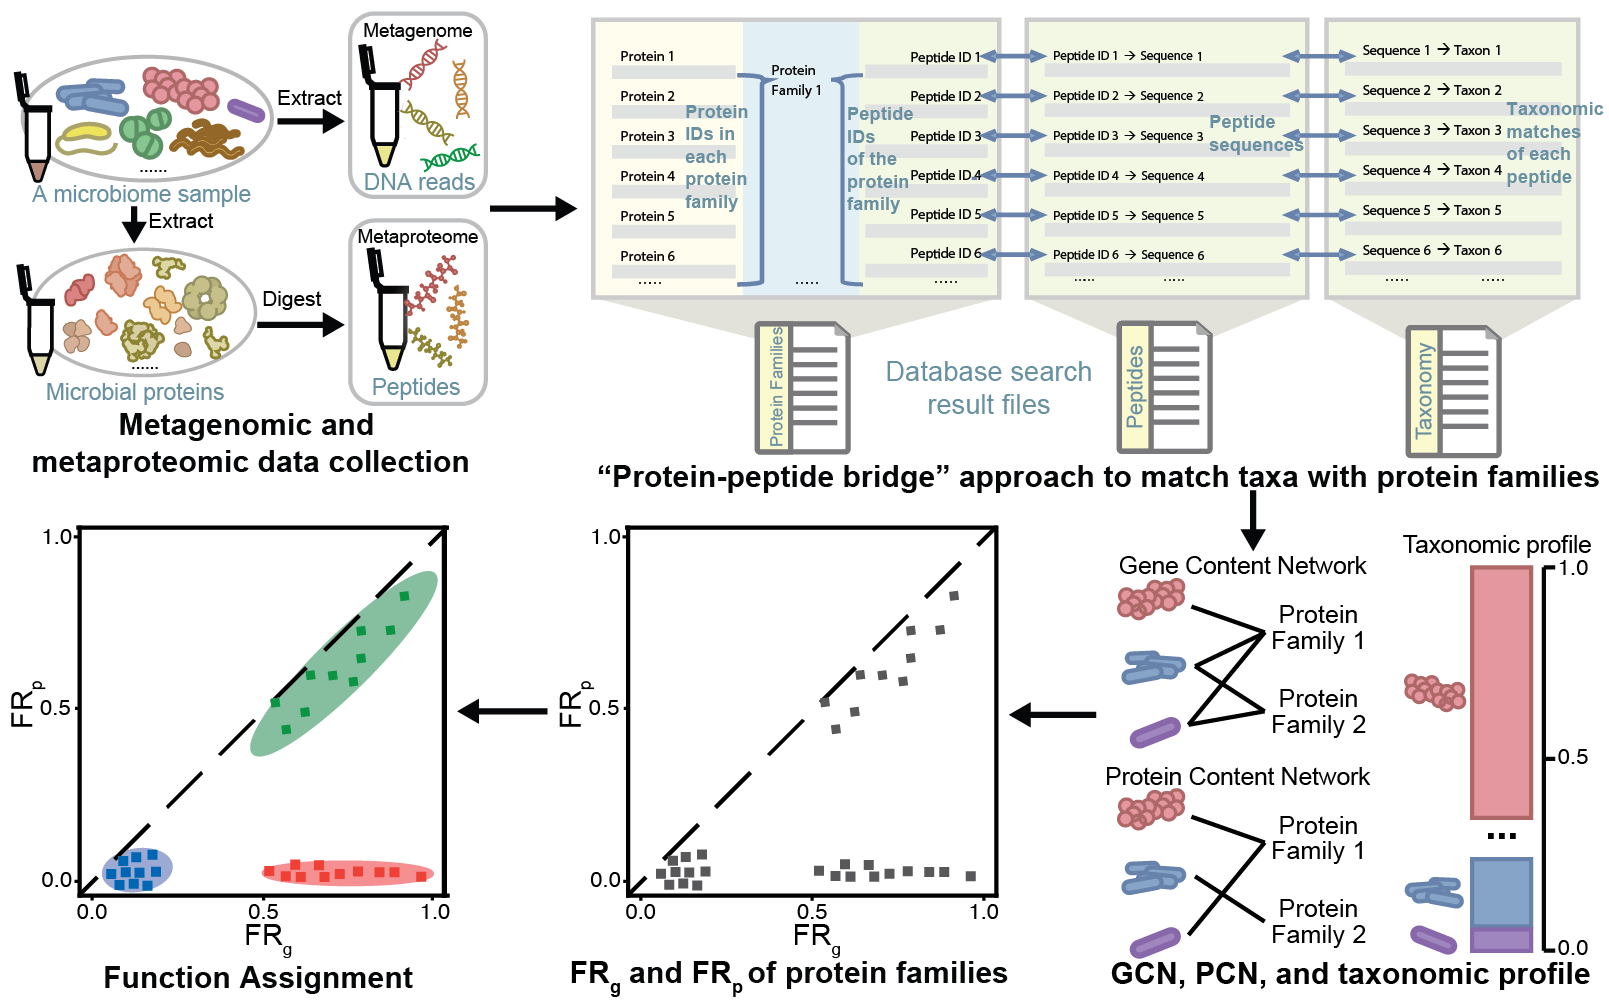 Metagenome
Extract
DNA reads
A microbiome sample
......
Extract
Metaproteome
Digest
Peptides
......
Microbial proteins
Metagenomic and
metaproteomic data collection
Protein 1
Protein 2
Protein 3
Protein 4
Protein 5
Protein 6
.....
Protein
IDs in
each
protein
family
Protein
Family 1
.....
Peptide
IDs
of the
protein
family
Peptide ID 1
Peptide ID 2
Peptide ID 3
Peptide ID 4
Peptide ID 5
Peptide ID 6
.....
Peptide ID 1 → Sequence 1
Peptide ID 2 → Sequence 2
Peptide ID 3 → Sequence 3
Peptide ID 4 → Sequence 4
Peptide ID 5 → Sequence 5
Peptide ID 6 → Sequence 6
..... .....
Peptide
sequences
Sequence 1 → Taxon 1
Sequence 2 → Taxon 2
Sequence 3 → Taxon 3
Sequence 4 → Taxon 4
Sequence 5 → Taxon 5
Sequence 6 → Taxon 6
..... .....
Taxonomic
matches
of each
peptide
Protein Families
Database search
result files
Peptides
Taxonomy
“Protein-peptide bridge” approach to match taxa with protein families
Gene Content Network
Protein
Family 1
Protein
Family 2
Protein Content Network
Protein
Family 1
Protein
Family 2
Taxonomic profile
1.0
0.5
...
0.0
GCN, PCN, and taxonomic profile
1.0
FRp
0.5
0.0
0.0 0.5 1.0
FRg
FRg and FRp of protein families
1.0
FRp
0.5
0.0
0.0 0.5 1.0
FRg
Function Assignment